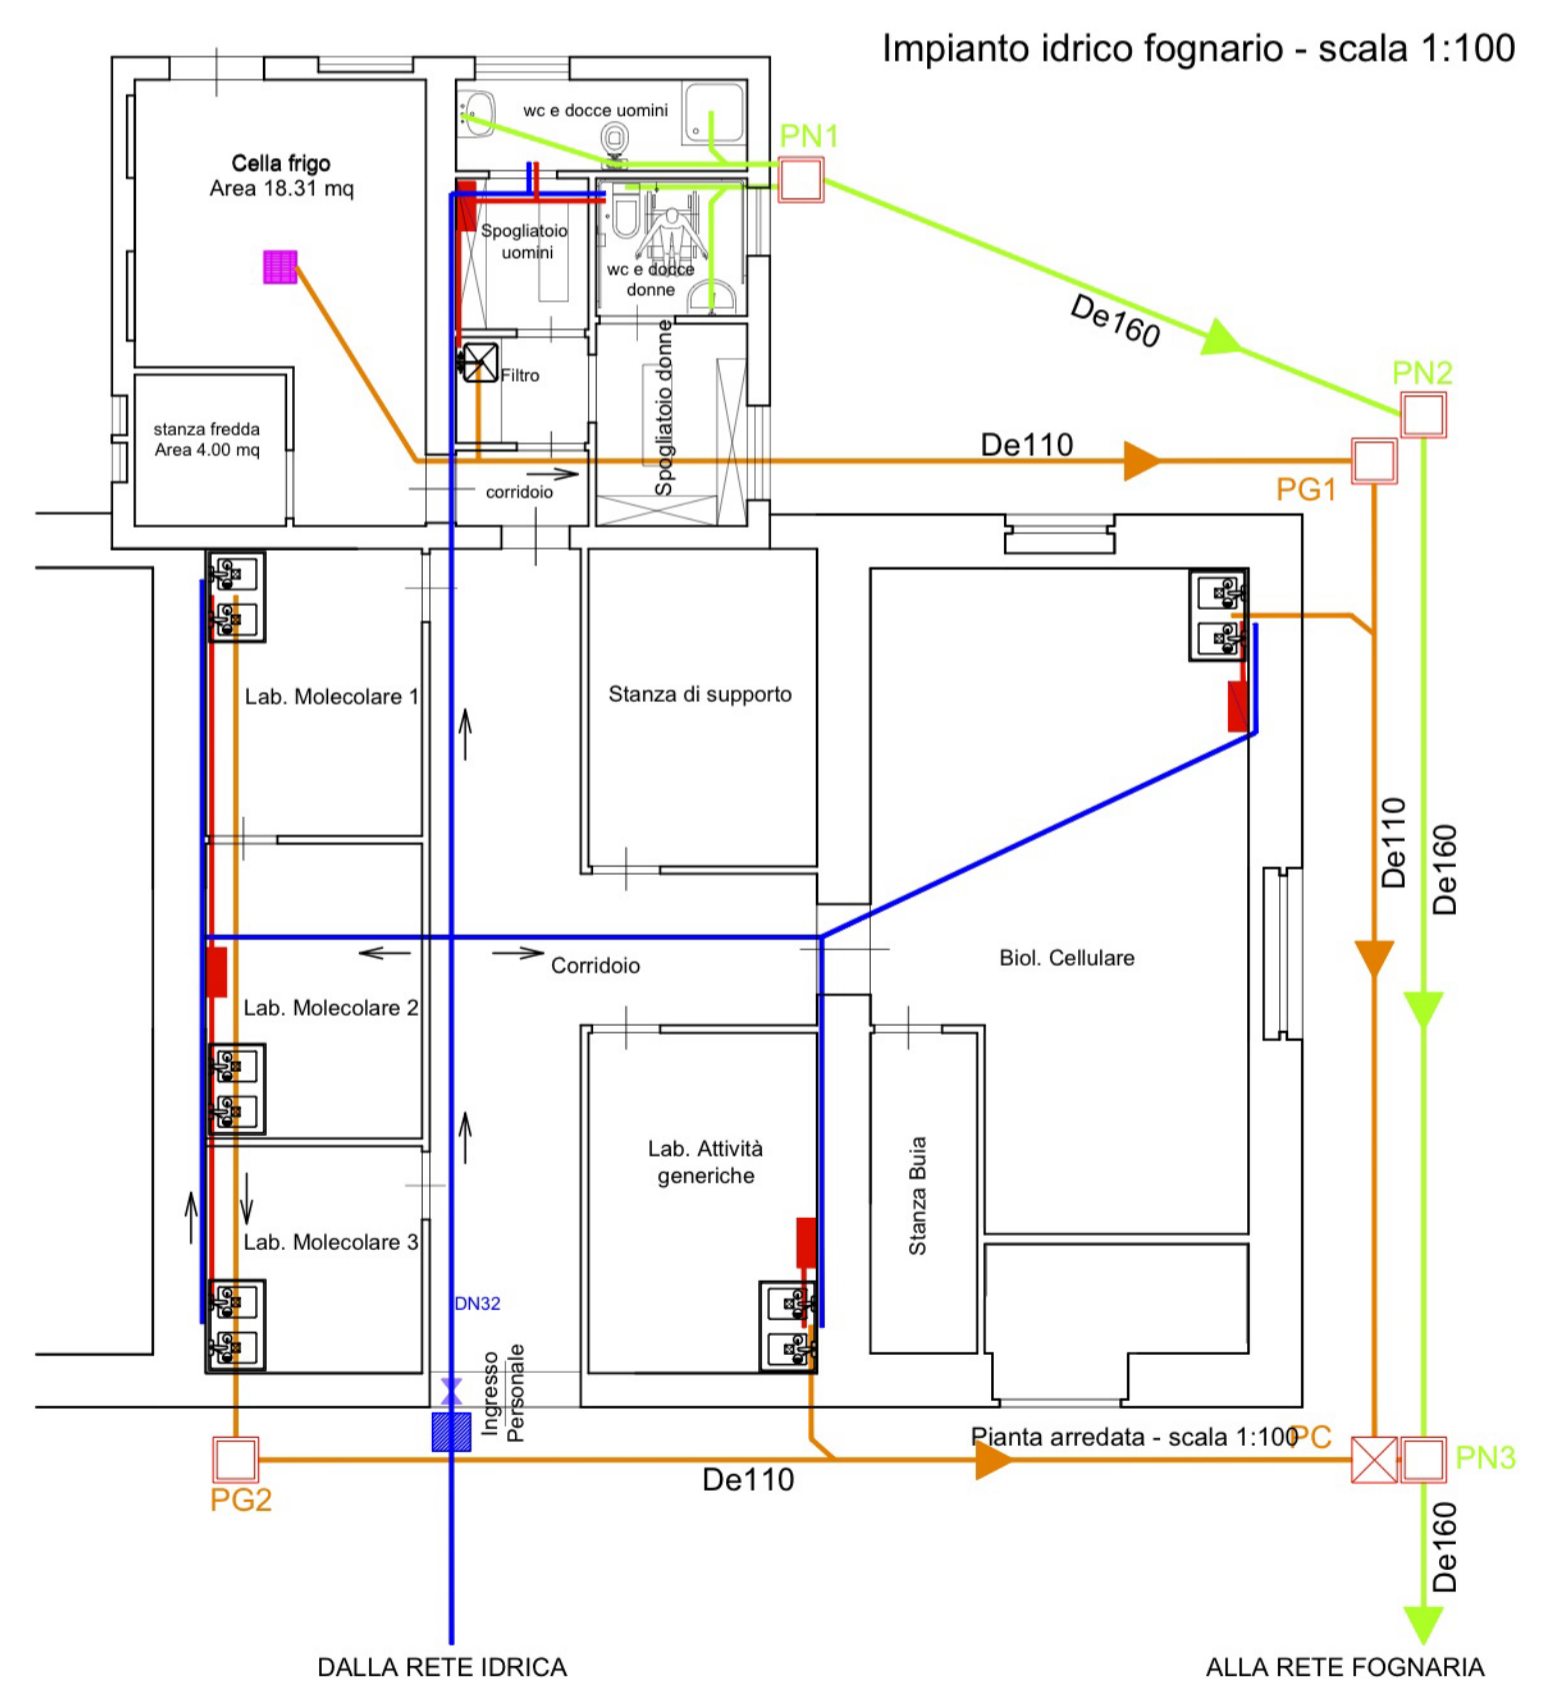 Impianto idrico fognario - scala 1:100
wc e docce uomini
PN1
Cella frigo
Area 18.31 mq
Spogliatoio
uomini
wc e docce
donne
De160
Spogliatoio donne
Filtro
PN2
stanza fredda
Area 4.00 mq
De110
PG1
corridoio
Lab. Molecolare 1
Stanza di supporto
De110
De160
Corridoio
Biol. Cellulare
Lab. Molecolare 2
Lab. Attività
generiche
Stanza Buia
Lab. Molecolare 3
DN32
Ingresso
Personale
Pianta arredata - scala 1:100
PC
PN3
De110
PG2
De160
DALLA RETE IDRICA
ALLA RETE FOGNARIA